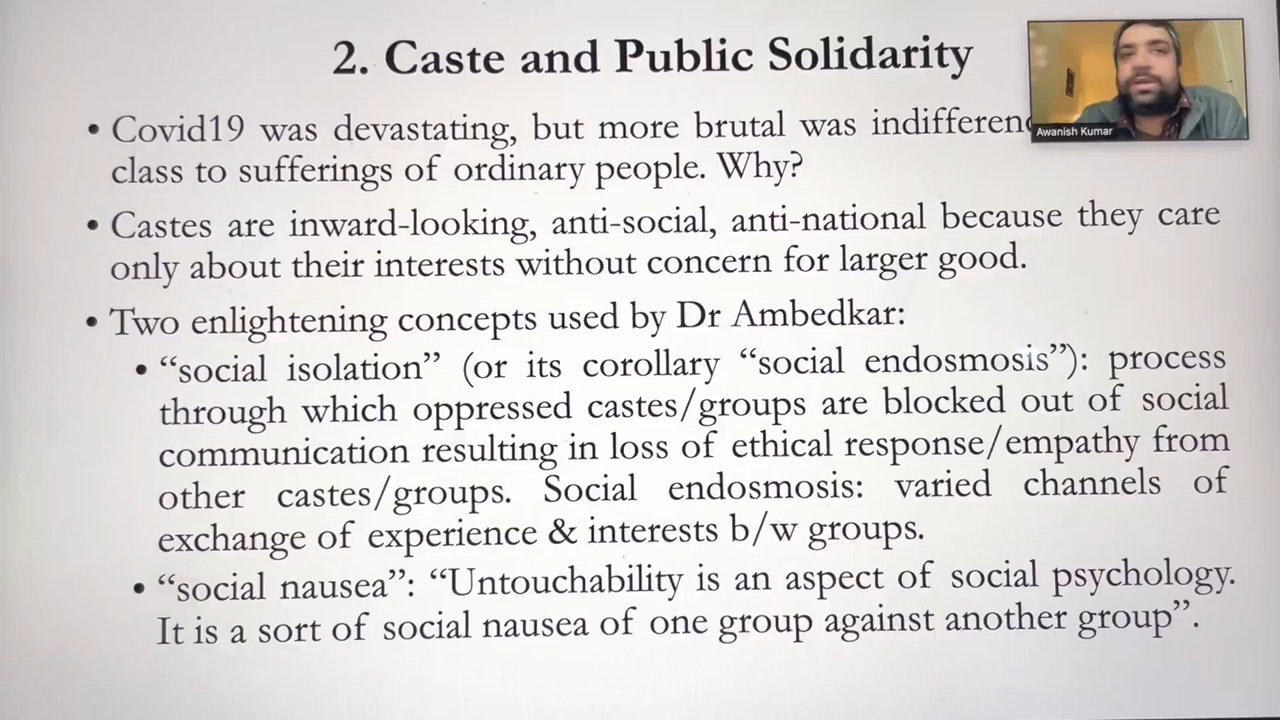 2. Caste and Public Solidarity
• Covid19 was devastating, but more brutal was
class to sufferings of ordinary people. Why?
• Castes are inward-looking, anti-social, anti-national because they care
only about their interests without concern for larger good.
• Two enlightening concepts used by Dr Ambedkar:
• “social isolation” (or its corollary “social endosmosis”): process
through which oppressed castes/groups are blocked out of social
communication resulting in loss of ethical response/empathy from
other castes/groups. Social endosmosis: varied channels of
exchange of experience & interests b/w groups.
• “social nausea”: “Untouchability is an aspect of social psychology.
It is a sort of social nausea of one group against another group”.
Awanish Kumar